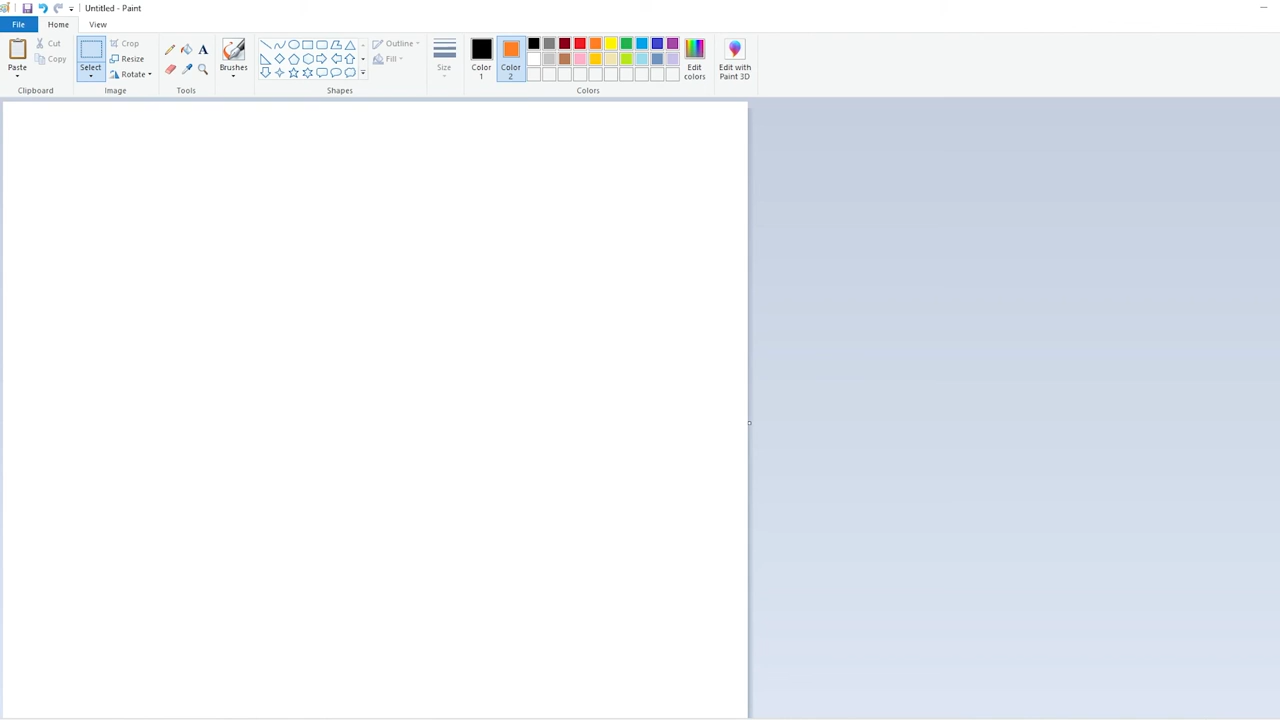 Untitled - Paint
File Home View
Paste Cut Copy Select Crop Resize Rotate A Brushes Outline Fill Size Color 1 Color 2 Edit colors Edit with Paint 3D
Clipboard Image Tools Shapes Colors